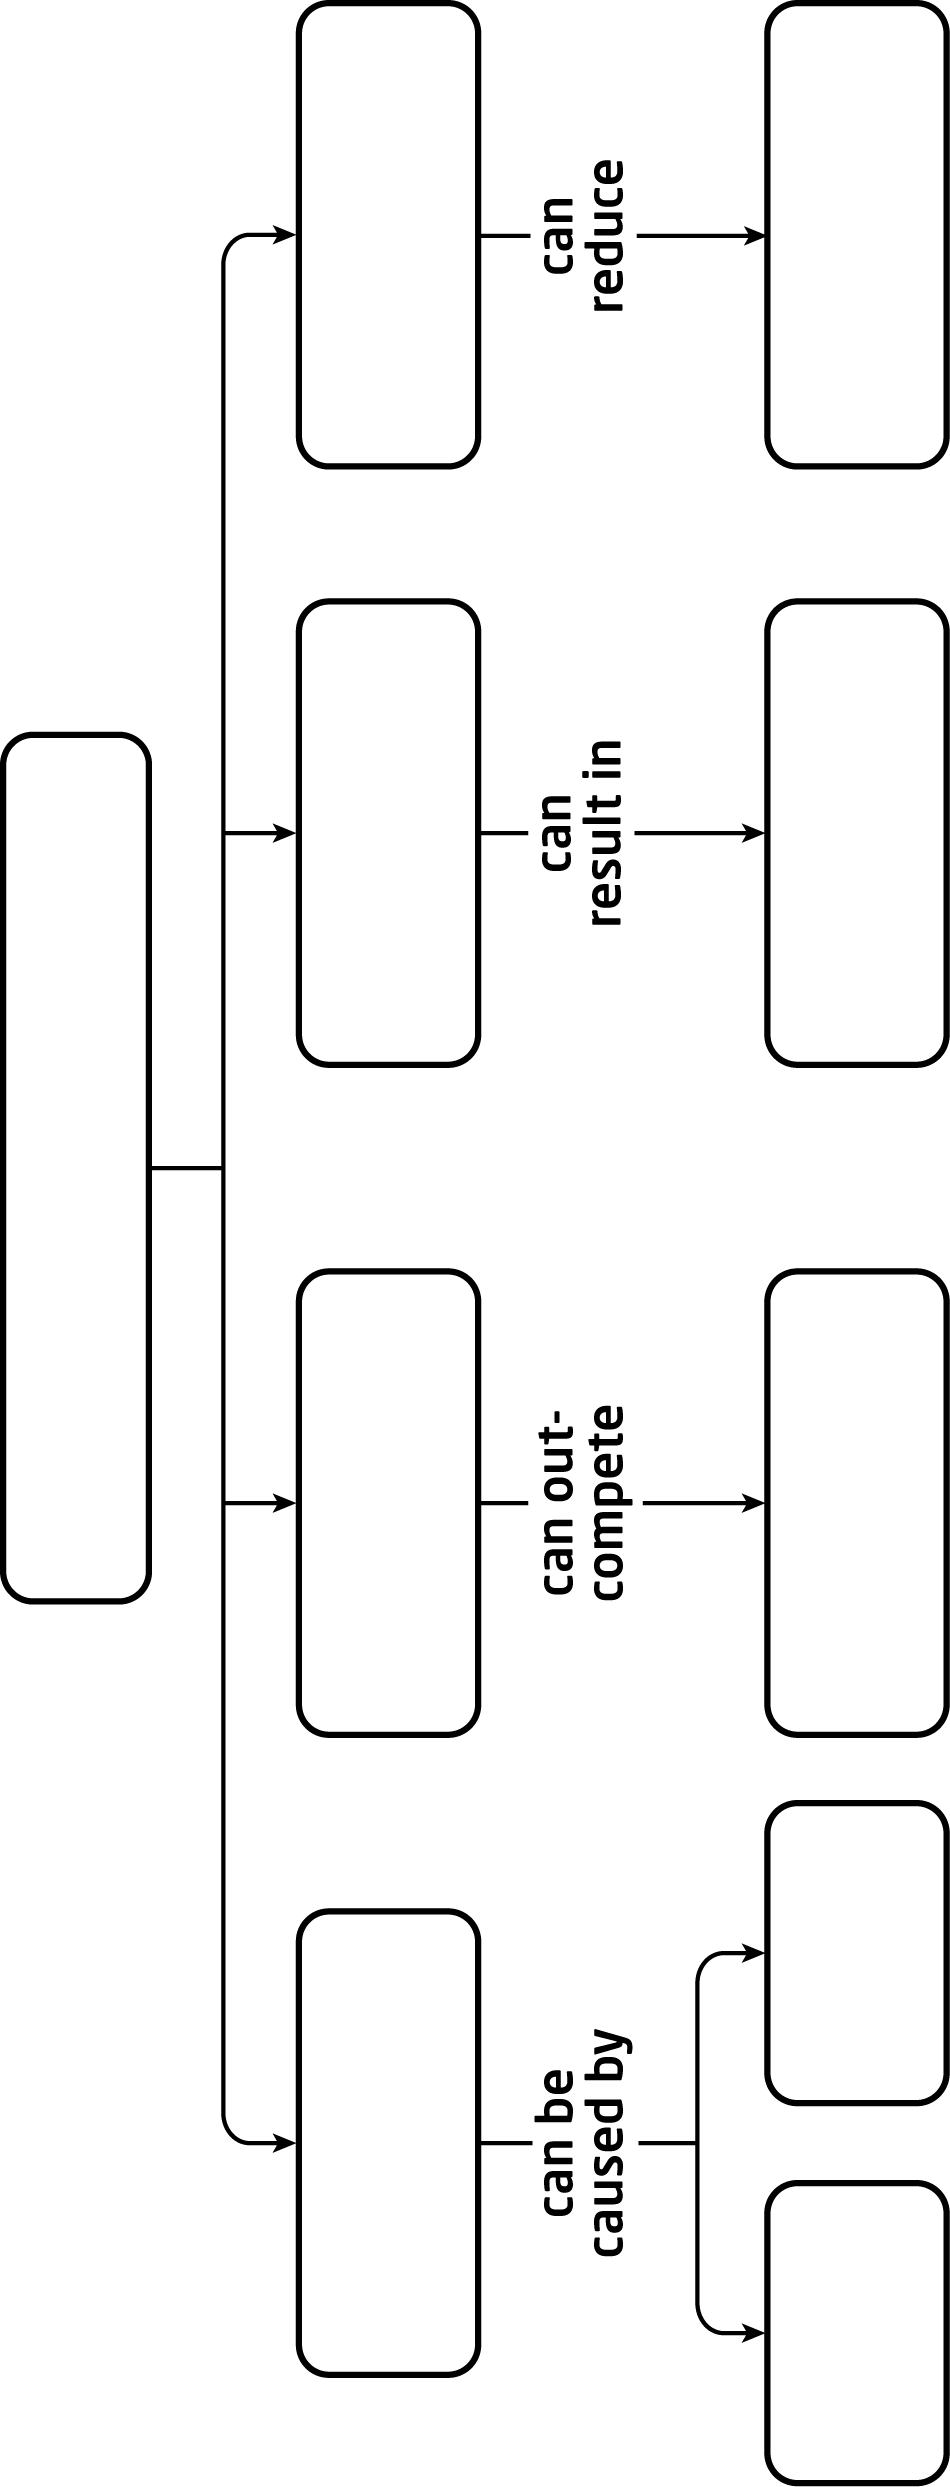 can be
caused by
can out-
compete
can
result in
can
reduce